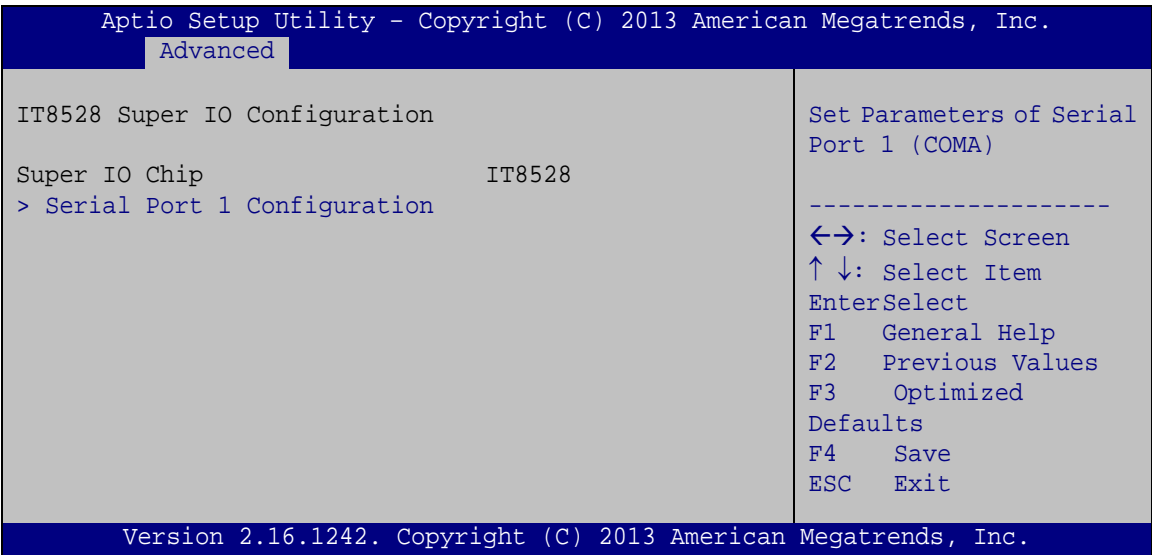 Aptio Setup Utility – Copyright (C) 2013 American Megatrends, Inc.
Advanced
IT8528 Super IO Configuration
Super IO Chip IT8528
> Serial Port 1 Configuration
Set Parameters of Serial
Port 1 (COMA)
---------------------
←→: Select Screen
↑ ↓: Select Item
EnterSelect
F1 General Help
F2 Previous Values
F3 Optimized
Defaults
F4 Save
ESC Exit
Version 2.16.1242. Copyright (C) 2013 American Megatrends, Inc.